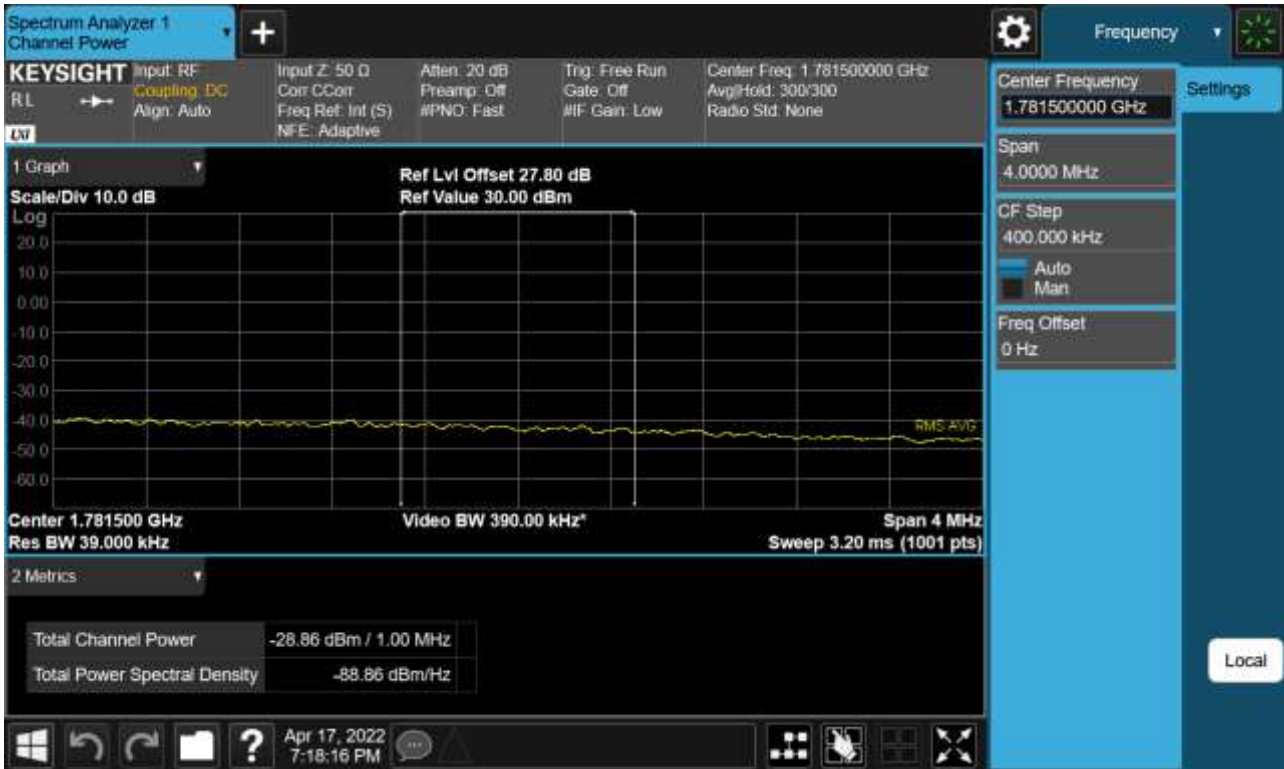 Spectrum Analyzer 1
Channel Power
+
Frequency
KEYSIGHT
RL
LXI
Input: RF
Coupling: DC
Align: Auto
Input Z: 50 Ω
Corr CCorr
Freq Ref: Int (S)
NFE: Adaptive
Atten: 20 dB
Preamp: Off
#PNO: Fast
Trig: Free Run
Gate: Off
#IF Gain: Low
Center Freq: 1.781500000 GHz
Avg|Hold: 300/300
Radio Std: None
Center Frequency
1.781500000 GHz
Settings
Span
4.0000 MHz
CF Step
400.000 kHz
Auto
Man
Freq Offset
0 Hz
Local
1 Graph
Scale/Div 10.0 dB
Ref Lvl Offset 27.80 dB
Ref Value 30.00 dBm
Log
20.0
10.0
0.00
-10.0
-20.0
-30.0
-40.0
-50.0
-60.0
RMS AVG
Center 1.781500 GHz
Video BW 390.00 kHz*
Span 4 MHz
Res BW 39.000 kHz
Sweep 3.20 ms (1001 pts)
2 Metrics
Total Channel Power -28.86 dBm / 1.00 MHz
Total Power Spectral Density -88.86 dBm/Hz
?
Apr 17, 2022
7:18:16 PM